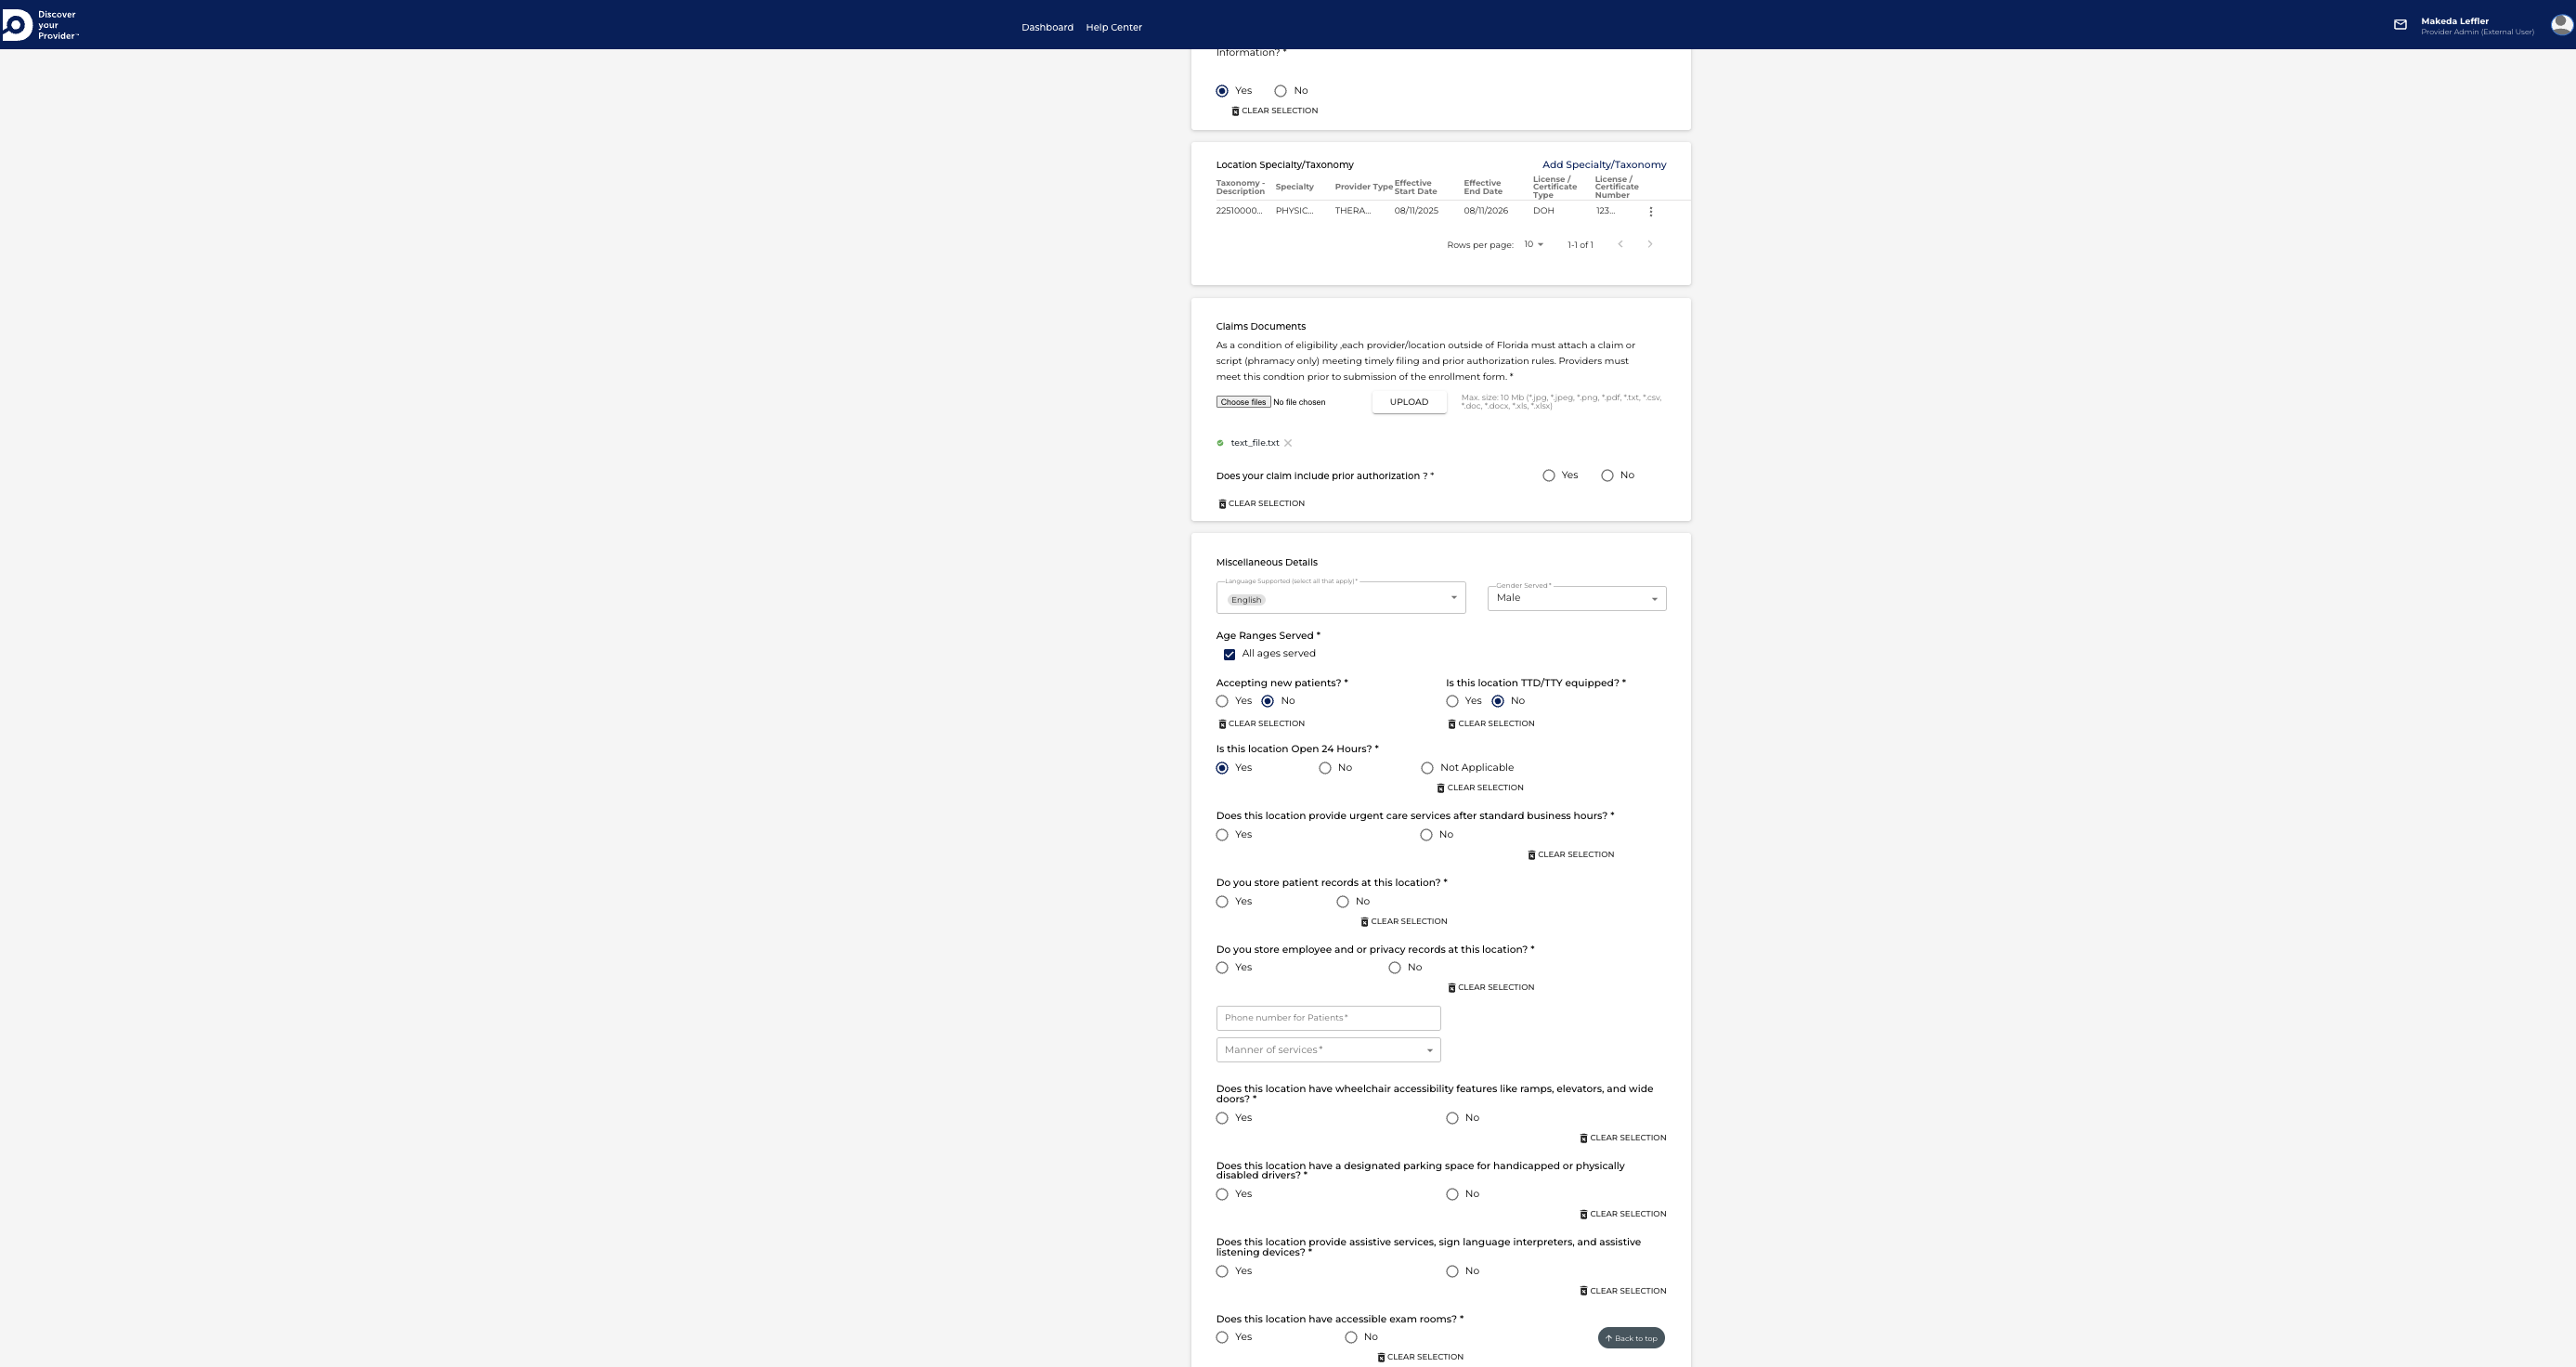 Discover
your
Provider
Dashboard Help Center
Makeda Leffler
Provider Admin (External User)
Information? *
Yes No
CLEAR SELECTION
Location Specialty/Taxonomy Add Specialty/Taxonomy
Taxonomy - Description Specialty Provider Type Effective Start Date Effective End Date License / Certificate Type License / Certificate Number
22510000... PHYSIC... THERA... 08/11/2025 08/11/2026 DOH 123...
Rows per page: 10 1-1 of 1
Claims Documents
As a condition of eligibility ,each provider/location outside of Florida must attach a claim or
script (phramacy only) meeting timely filing and prior authorization rules. Providers must
meet this condtion prior to submission of the enrollment form. *
Choose files No file chosen UPLOAD Max. size: 10 Mb (*.jpg, *.jpeg, *.png, *.pdf, *.txt, *.csv,
*.doc, *.docx, *.xls, *.xlsx)
text_file.txt
Does your claim include prior authorization ? * Yes No
CLEAR SELECTION
Miscellaneous Details
Language Supported (select all that apply) * Gender Served *
English Male
Age Ranges Served *
All ages served
Accepting new patients? * Is this location TTD/TTY equipped? *
Yes No Yes No
CLEAR SELECTION CLEAR SELECTION
Is this location Open 24 Hours? *
Yes No Not Applicable
CLEAR SELECTION
Does this location provide urgent care services after standard business hours? *
Yes No
CLEAR SELECTION
Do you store patient records at this location? *
Yes No
CLEAR SELECTION
Do you store employee and or privacy records at this location? *
Yes No
CLEAR SELECTION
Phone number for Patients *
Manner of services *
Does this location have wheelchair accessibility features like ramps, elevators, and wide
doors? *
Yes No
CLEAR SELECTION
Does this location have a designated parking space for handicapped or physically
disabled drivers? *
Yes No
CLEAR SELECTION
Does this location provide assistive services, sign language interpreters, and assistive
listening devices? *
Yes No
CLEAR SELECTION
Does this location have accessible exam rooms? *
Yes No
Back to top
CLEAR SELECTION